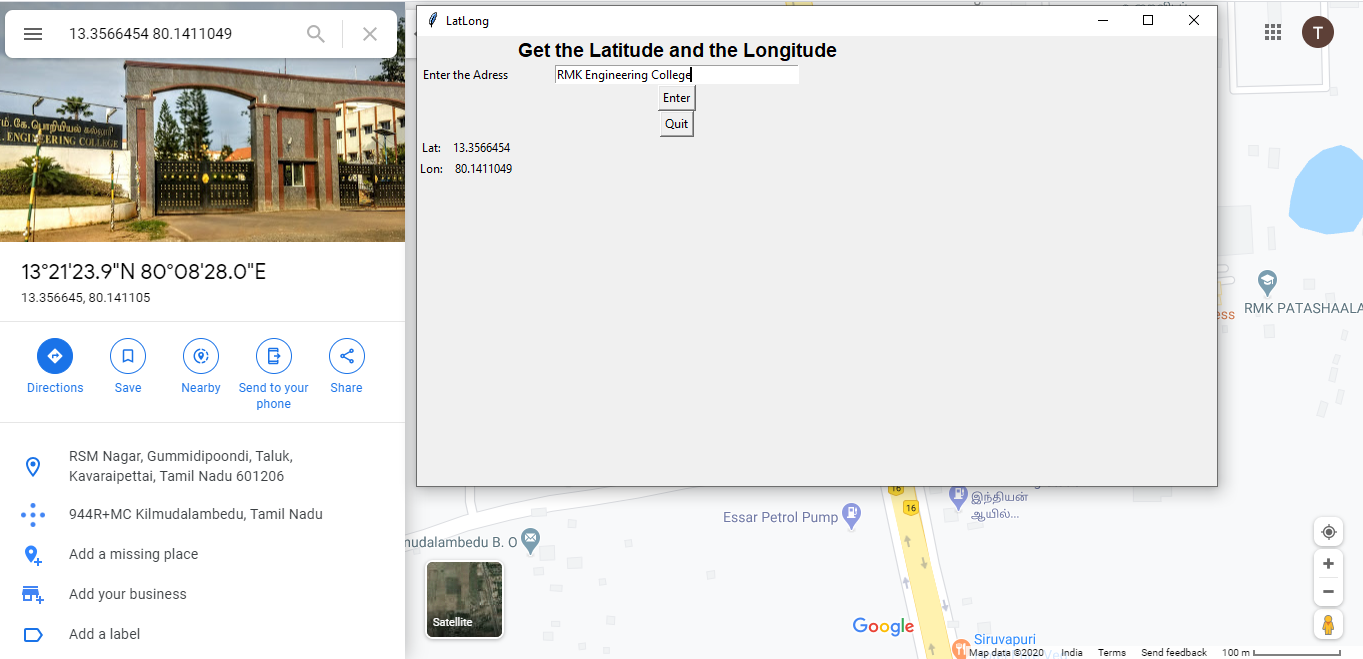 13.3566454 80.1411049
ம்.கே.பொறியியல் கல்லூரி
. ENGINEERING COLLEGE
13°21'23.9"N 80°08'28.0"E
13.356645, 80.141105
Directions
Save
Nearby
Send to your
phone
Share
RSM Nagar, Gummidipoondi, Taluk,
Kavaraipettai, Tamil Nadu 601206
944R+MC Kilmudalambedu, Tamil Nadu
Add a missing place
Add your business
Add a label
LatLong
Get the Latitude and the Longitude
Enter the Adress
RMK Engineering College
Enter
Quit
Lat: 13.3566454
Lon: 80.1411049
T
RMK PATASHAALA
ess
16
16
இந்தியன்
ஆயில்...
Essar Petrol Pump
mudalambedu B. O
Satellite
Google
Siruvapuri
Map data ©2020 India Terms Send feedback 100 m